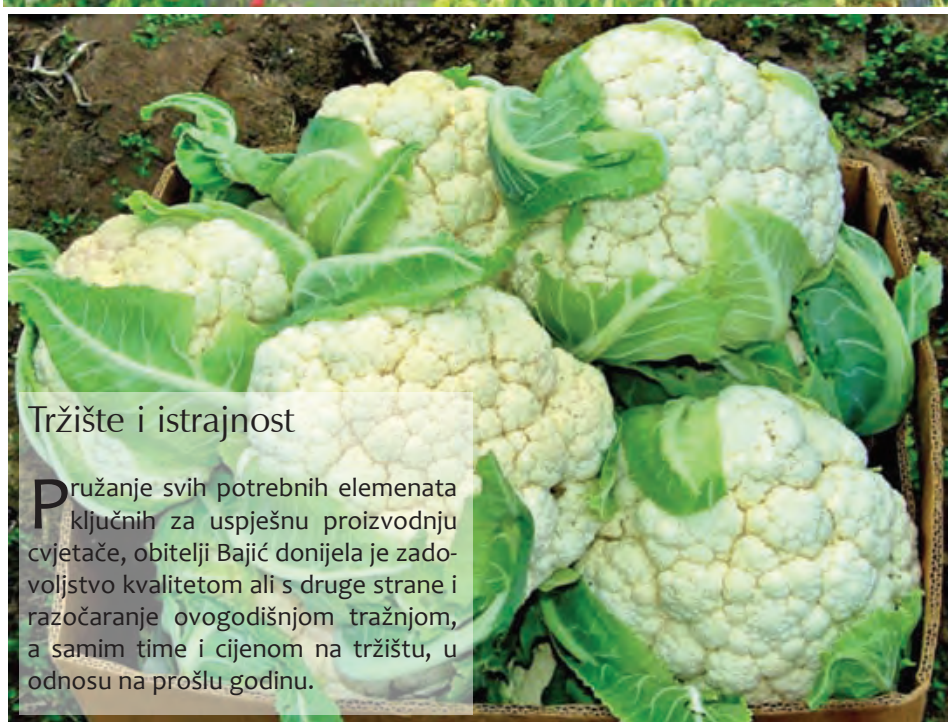 Tržište i istrajnost
Pružanje svih potrebnih elemenata
ključnih za uspješnu proizvodnju
cvjetače, obitelji Bajić donijela je zado-
voljstvo kvalitetom ali s druge strane i
razočaranje ovogodišnjom tražnjom,
a samim time i cijenom na tržištu, u
odnosu na prošlu godinu.